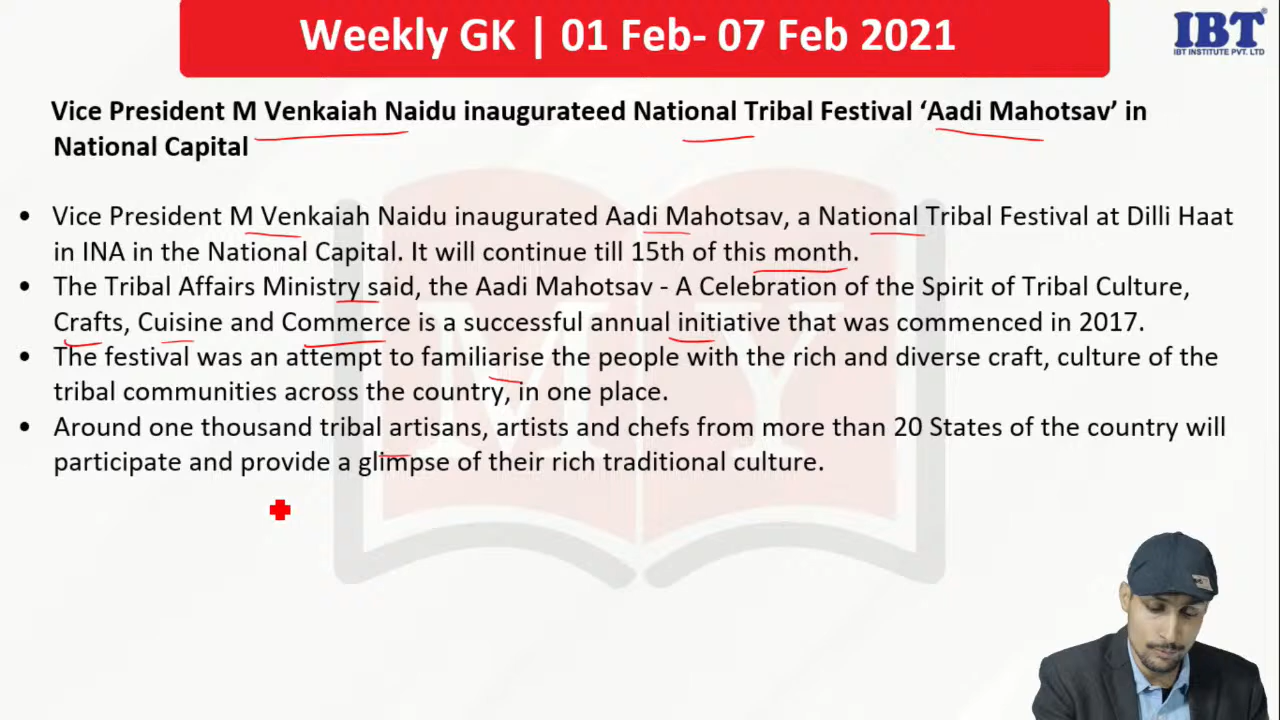 Weekly GK | 01 Feb- 07 Feb 2021
IBT
IBT INSTITUTE PVT. LTD
Vice President M Venkaiah Naidu inaugurateed National Tribal Festival ‘Aadi Mahotsav’ in
National Capital
• Vice President M Venkaiah Naidu inaugurated Aadi Mahotsav, a National Tribal Festival at Dilli Haat
in INA in the National Capital. It will continue till 15th of this month.
• The Tribal Affairs Ministry said, the Aadi Mahotsav - A Celebration of the Spirit of Tribal Culture,
Crafts, Cuisine and Commerce is a successful annual initiative that was commenced in 2017.
• The festival was an attempt to familiarise the people with the rich and diverse craft, culture of the
tribal communities across the country, in one place.
• Around one thousand tribal artisans, artists and chefs from more than 20 States of the country will
participate and provide a glimpse of their rich traditional culture.
M Y